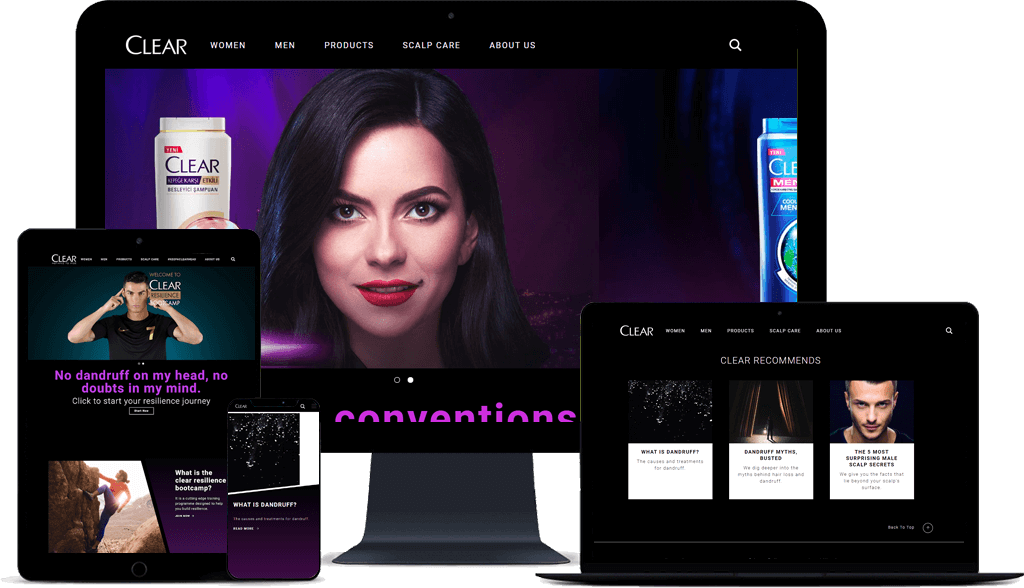 CLEAR
WOMEN MEN PRODUCTS SCALP CARE ABOUT US
YENİ
CLEAR
KEPEĞE KARŞI ETKİLİ
BESLEYİCİ ŞAMPUAN
YENİ
CLE
MEN
COOL
MEN
conventions
CLEAR
WOMEN MEN PRODUCTS SCALP CARE ABOUT US
WELCOME TO
CLEAR
RESILIENCE
BOOTCAMP
7
No dandruff on my head, no
doubts in my mind.
Click to start your resilience journey
Start Now
What is the
clear resilience
bootcamp?
It is a cutting edge training
programme designed to help
you build resilience.
JOIN NOW >
CLEAR
WHAT IS DANDRUFF?
The causes and treatments for dandruff.
READ MORE >
CLEAR
WOMEN MEN PRODUCTS SCALP CARE ABOUT US
CLEAR RECOMMENDS
WHAT IS DANDRUFF?
The causes and treatments
for dandruff.
DANDRUFF MYTHS,
BUSTED
We dig deeper into the
myths behind hair loss and
dandruff.
THE 5 MOST
SURPRISING MALE
SCALP SECRETS
We give you the facts that
lie beyond your scalp's
surface.
Back To Top